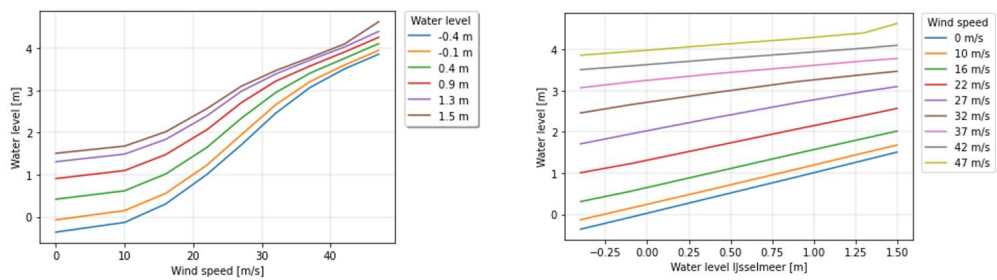 Water level [m]
4
3
2
1
0
0
10
20
30
40
Wind speed [m/s]
Water level
-0.4 m
-0.1 m
0.4 m
0.9 m
1.3 m
1.5 m
Water level [m]
4
3
2
1
0
−0.25
0.00
0.25
0.50
0.75
1.00
1.25
1.50
Water level IJsselmeer [m]
Wind speed
0 m/s
10 m/s
16 m/s
22 m/s
27 m/s
32 m/s
37 m/s
42 m/s
47 m/s